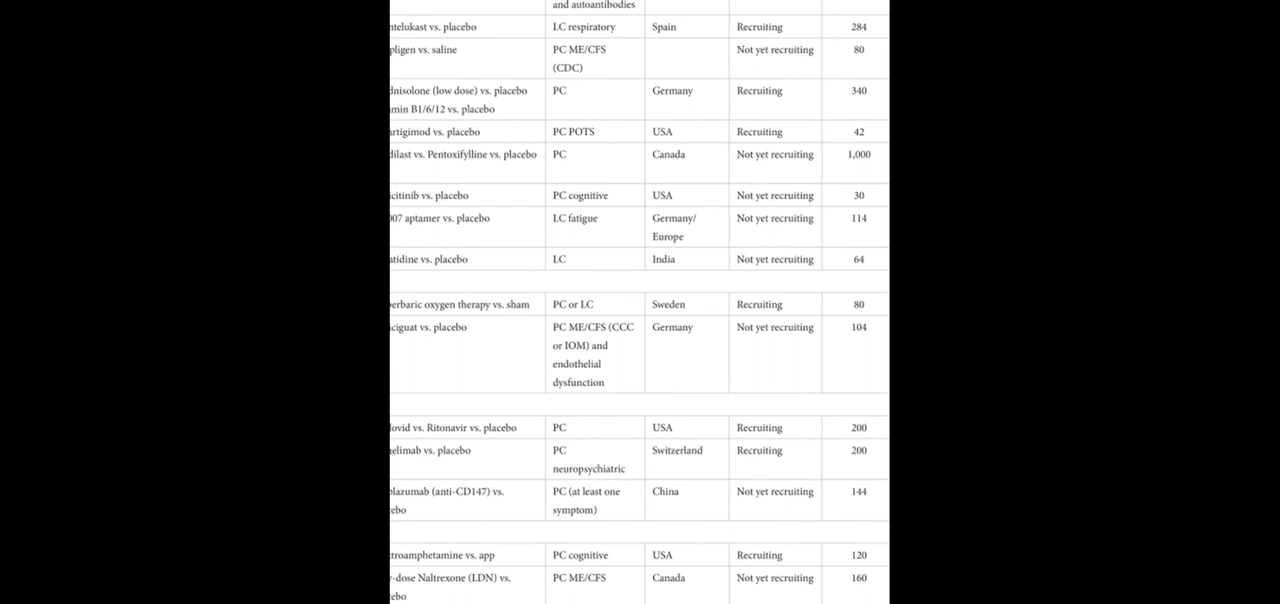 and autoantibodies
ntelukast vs. placebo LC respiratory Spain Recruiting 284
pligen vs. saline PC ME/CFS Not yet recruiting 80
(CDC)
dnisolone (low dose) vs. placebo PC Germany Recruiting 340
min B1/6/12 vs. placebo
rtigimod vs. placebo PC POTS USA Recruiting 42
dilast vs. Pentoxifylline vs. placebo PC Canada Not yet recruiting 1,000
citinib vs. placebo PC cognitive USA Not yet recruiting 30
007 aptamer vs. placebo LC fatigue Germany/ Not yet recruiting 114
Europe
atidine vs. placebo LC India Not yet recruiting 64
erbaric oxygen therapy vs. sham PC or LC Sweden Recruiting 80
ciguat vs. placebo PC ME/CFS (CCC Germany Not yet recruiting 104
or IOM) and
endothelial
dysfunction
lovid vs. Ritonavir vs. placebo PC USA Recruiting 200
elimab vs. placebo PC Switzerland Recruiting 200
neuropsychiatric
plazumab (anti-CD147) vs. PC (at least one China Not yet recruiting 144
ebo symptom)
troamphetamine vs. app PC cognitive USA Recruiting 120
-dose Naltrexone (LDN) vs. PC ME/CFS Canada Not yet recruiting 160
ebo